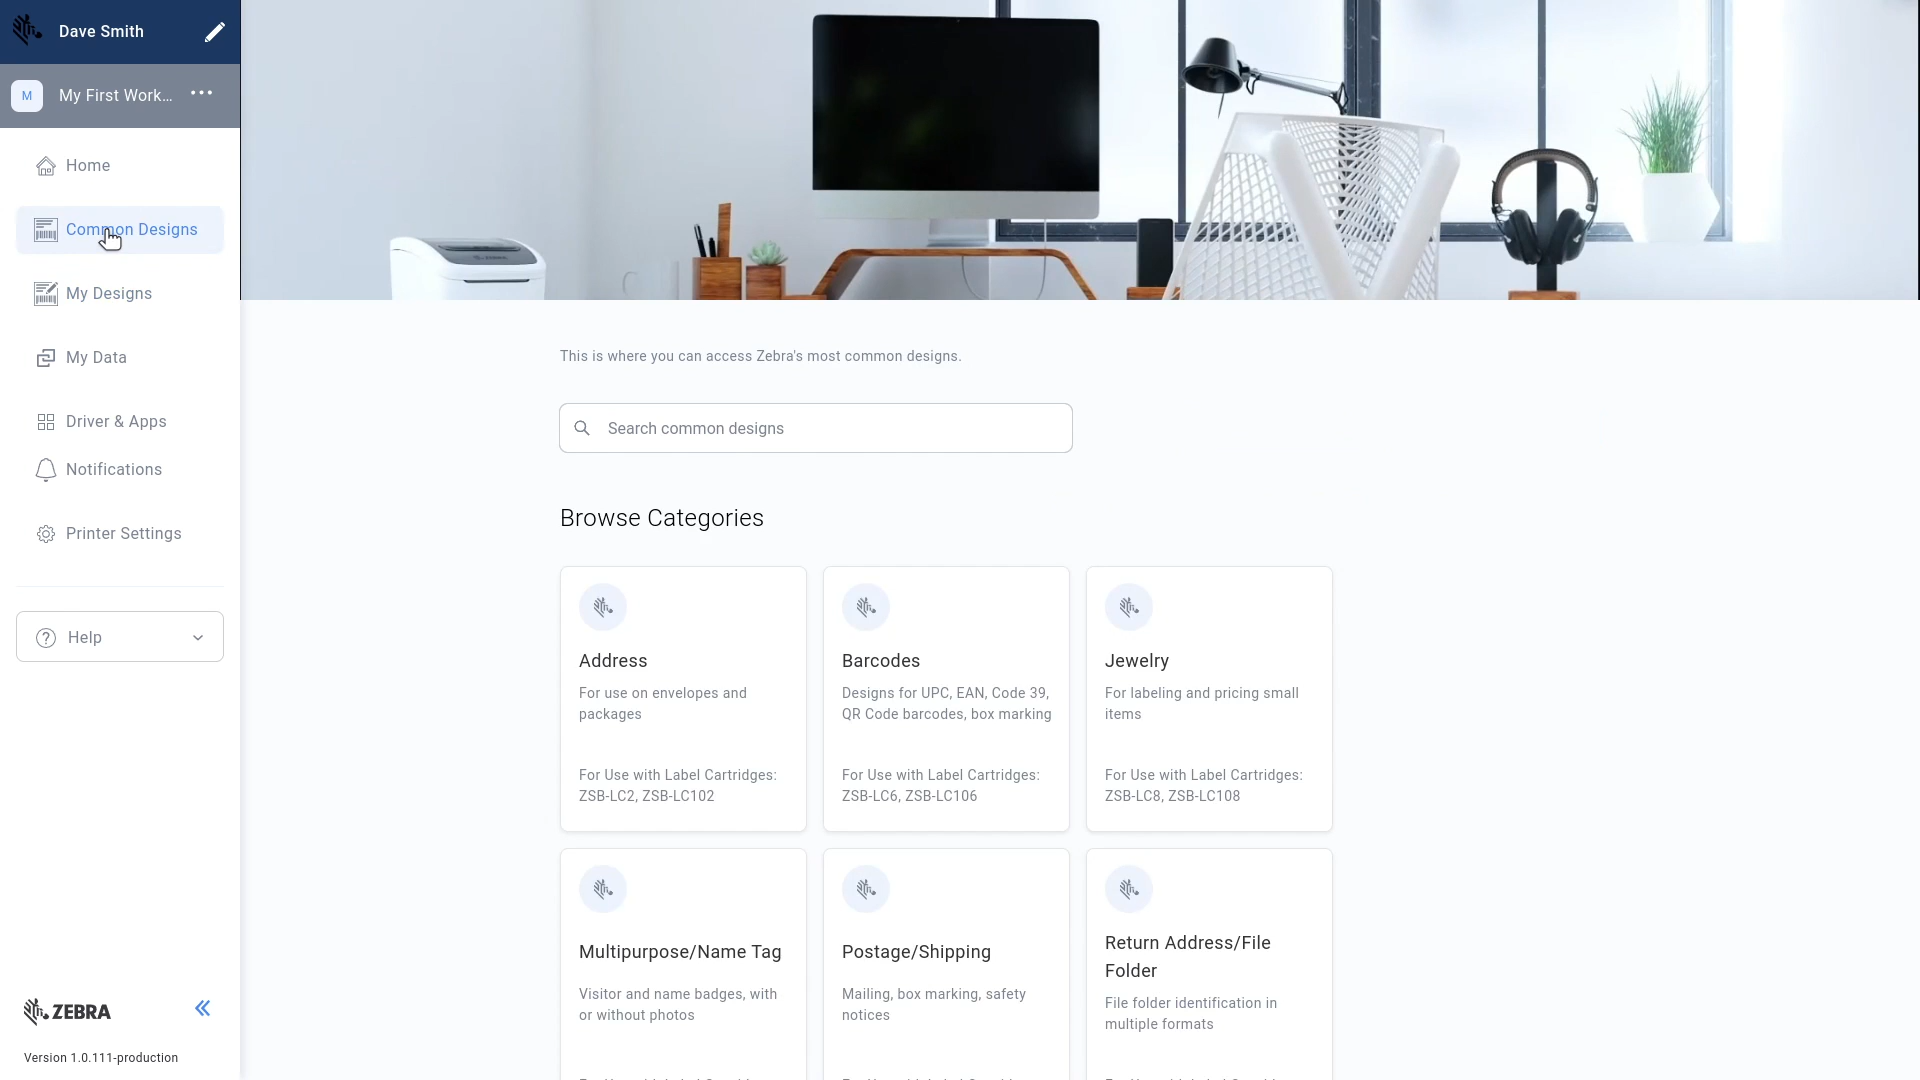 Dave Smith
M
My First Work...
Home
Common Designs
My Designs
My Data
Driver & Apps
Notifications
Printer Settings
Help
ZEBRA
Version 1.0.111-production
This is where you can access Zebra's most common designs.
Search common designs
Browse Categories
Address
For use on envelopes and
packages
For Use with Label Cartridges:
ZSB-LC2, ZSB-LC102
Barcodes
Designs for UPC, EAN, Code 39,
QR Code barcodes, box marking
For Use with Label Cartridges:
ZSB-LC6, ZSB-LC106
Jewelry
For labeling and pricing small
items
For Use with Label Cartridges:
ZSB-LC8, ZSB-LC108
Multipurpose/Name Tag
Visitor and name badges, with
or without photos
Postage/Shipping
Mailing, box marking, safety
notices
Return Address/File
Folder
File folder identification in
multiple formats